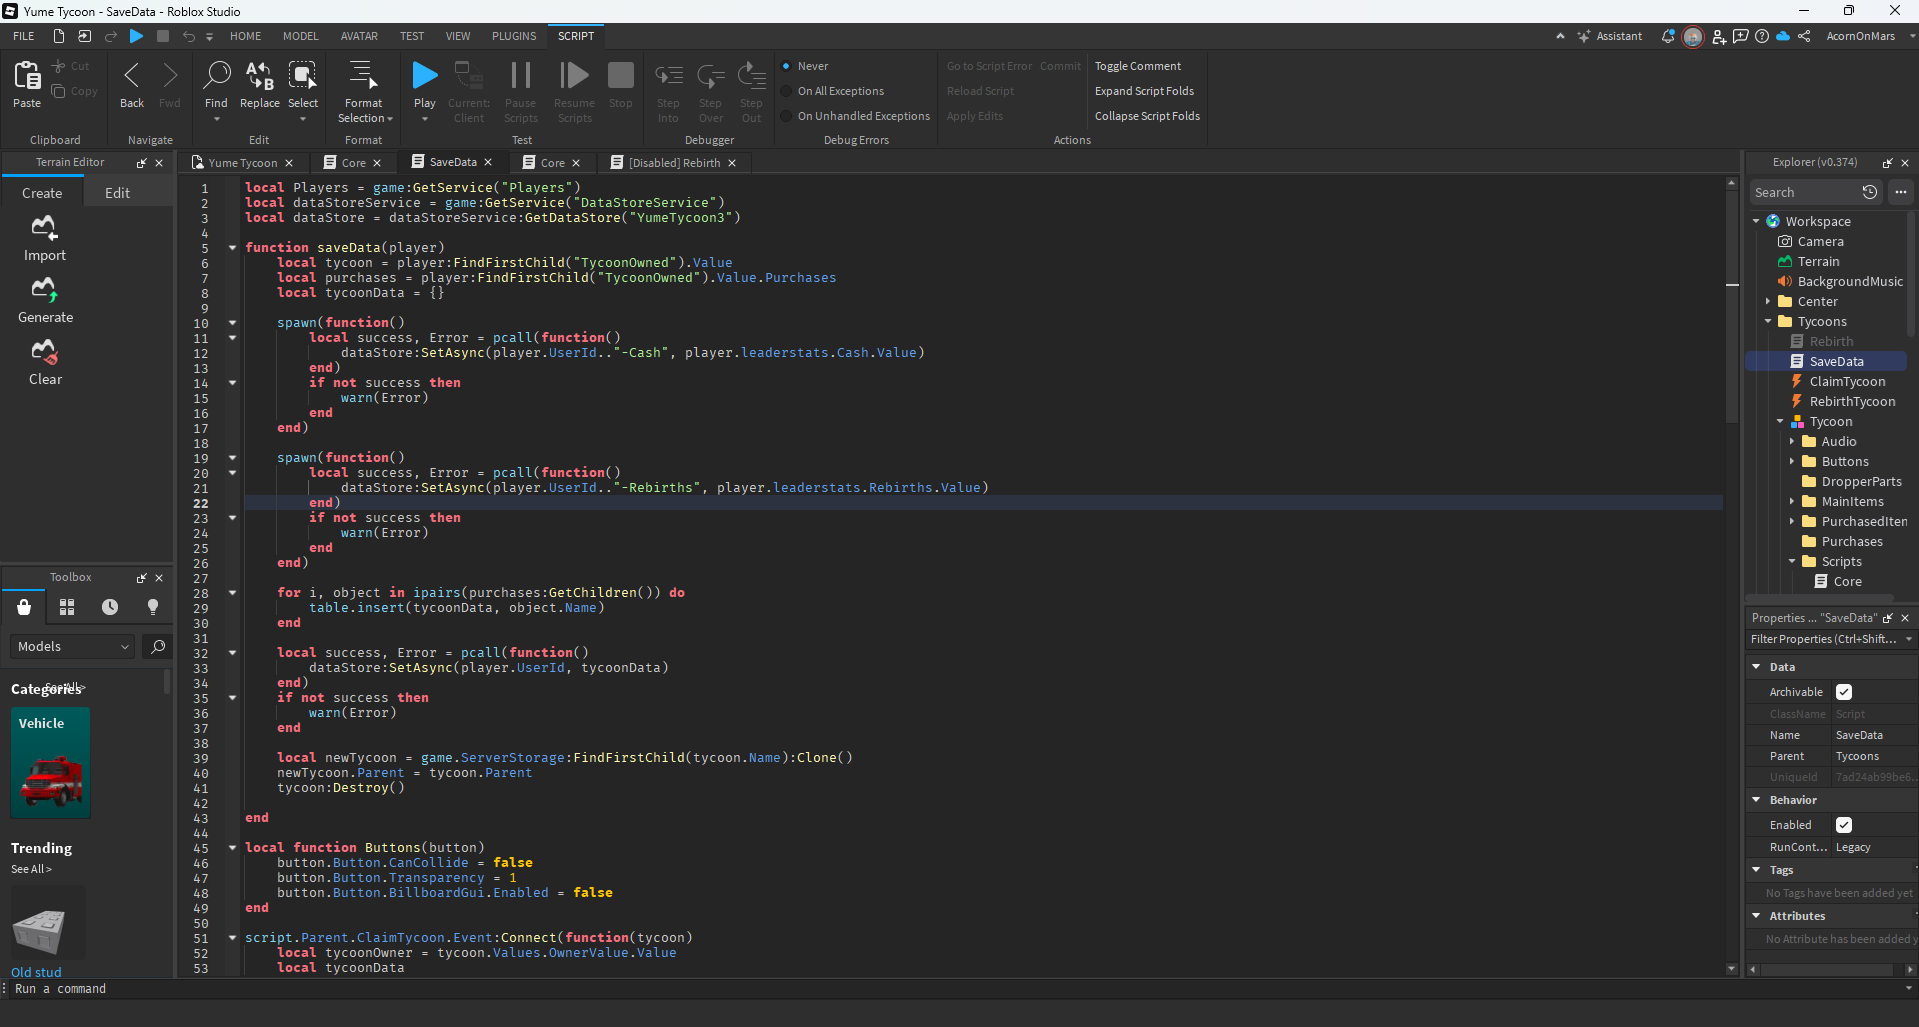 Yume Tycoon - SaveData - Roblox Studio
FILE HOME MODEL AVATAR TEST VIEW PLUGINS SCRIPT Assistant AcornOnMars
Paste
Cut
Copy
Clipboard
Back
Fwd
Navigate
Find
Replace
Select
Edit
Format
Selection
Format
Play
Current:
Client
Pause
Scripts
Resume
Scripts
Stop
Test
Step
Into
Step
Over
Step
Out
Debugger
Never
On All Exceptions
On Unhandled Exceptions
Debug Errors
Go to Script Error Commit
Reload Script
Apply Edits
Toggle Comment
Expand Script Folds
Collapse Script Folds
Actions
Terrain Editor
Create Edit
Import
Generate
Clear
Toolbox
Models
Categories
See All >
Vehicle
Trending
See All >
Old stud
Yume Tycoon
Core
SaveData
Core
[Disabled] Rebirth
1 local Players = game:GetService("Players")
2 local dataStoreService = game:GetService("DataStoreService")
3 local dataStore = dataStoreService:GetDataStore("YumeTycoon3")
4
5 function saveData(player)
6 local tycoon = player:FindFirstChild("TycoonOwned").Value
7 local purchases = player:FindFirstChild("TycoonOwned").Value.Purchases
8 local tycoonData = {}
9
10 spawn(function()
11 local success, Error = pcall(function()
12 dataStore:SetAsync(player.UserId.."-Cash", player.leaderstats.Cash.Value)
13 end)
14 if not success then
15 warn(Error)
16 end
17 end)
18
19 spawn(function()
20 local success, Error = pcall(function()
21 dataStore:SetAsync(player.UserId.."-Rebirths", player.leaderstats.Rebirths.Value)
22 end)
23 if not success then
24 warn(Error)
25 end
26 end)
27
28 for i, object in ipairs(purchases:GetChildren()) do
29 table.insert(tycoonData, object.Name)
30 end
31
32 local success, Error = pcall(function()
33 dataStore:SetAsync(player.UserId, tycoonData)
34 end)
35 if not success then
36 warn(Error)
37 end
38
39 local newTycoon = game.ServerStorage:FindFirstChild(tycoon.Name):Clone()
40 newTycoon.Parent = tycoon.Parent
41 tycoon:Destroy()
42
43 end
44
45 local function Buttons(button)
46 button.Button.CanCollide = false
47 button.Button.Transparency = 1
48 button.Button.BillboardGui.Enabled = false
49 end
50
51 script.Parent.ClaimTycoon.Event:Connect(function(tycoon)
52 local tycoonOwner = tycoon.Values.OwnerValue.Value
53 local tycoonData
Explorer (v0.374)
Search
Workspace
Camera
Terrain
BackgroundMusic
Center
Tycoons
Rebirth
SaveData
ClaimTycoon
RebirthTycoon
Tycoon
Audio
Buttons
DropperParts
MainItems
PurchasedIten
Purchases
Scripts
Core
Properties ... "SaveData"
Filter Properties (Ctrl+Shift...
Data
Archivable
ClassName Script
Name SaveData
Parent Tycoons
UniqueId 7ad24ab99be6...
Behavior
Enabled
RunCont... Legacy
Tags
No Tags have been added yet
Attributes
No Attribute has been added y
Run a command